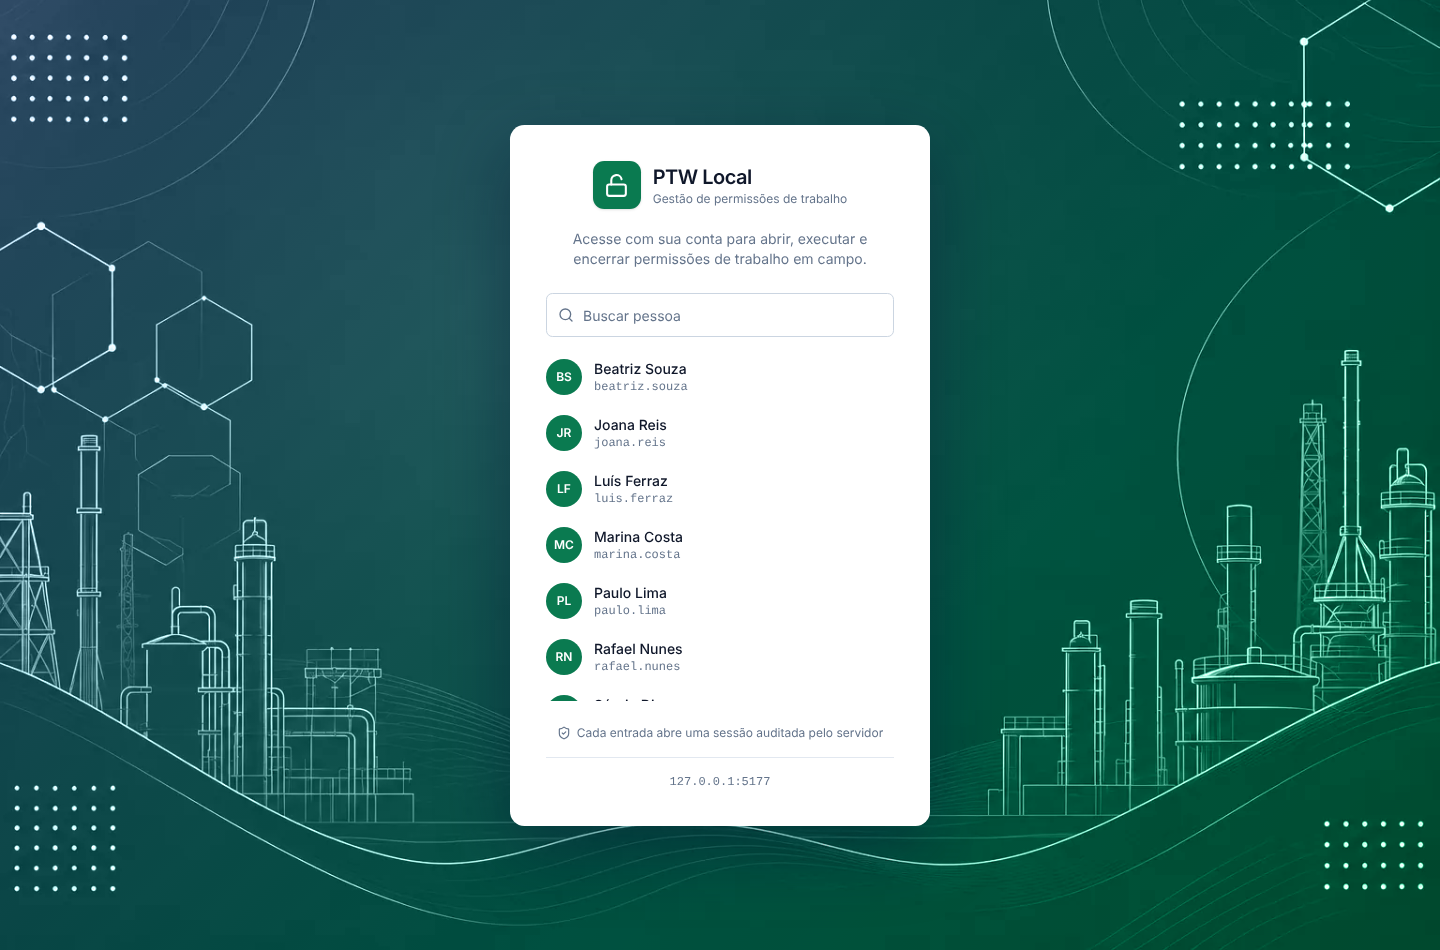 PTW Local
Gestão de permissões de trabalho
Acesse com sua conta para abrir, executar e
encerrar permissões de trabalho em campo.
Buscar pessoa
BS
Beatriz Souza
beatriz.souza
JR
Joana Reis
joana.reis
LF
Luís Ferraz
luis.ferraz
MC
Marina Costa
marina.costa
PL
Paulo Lima
paulo.lima
RN
Rafael Nunes
rafael.nunes
Cada entrada abre uma sessão auditada pelo servidor
127.0.0.1:5177